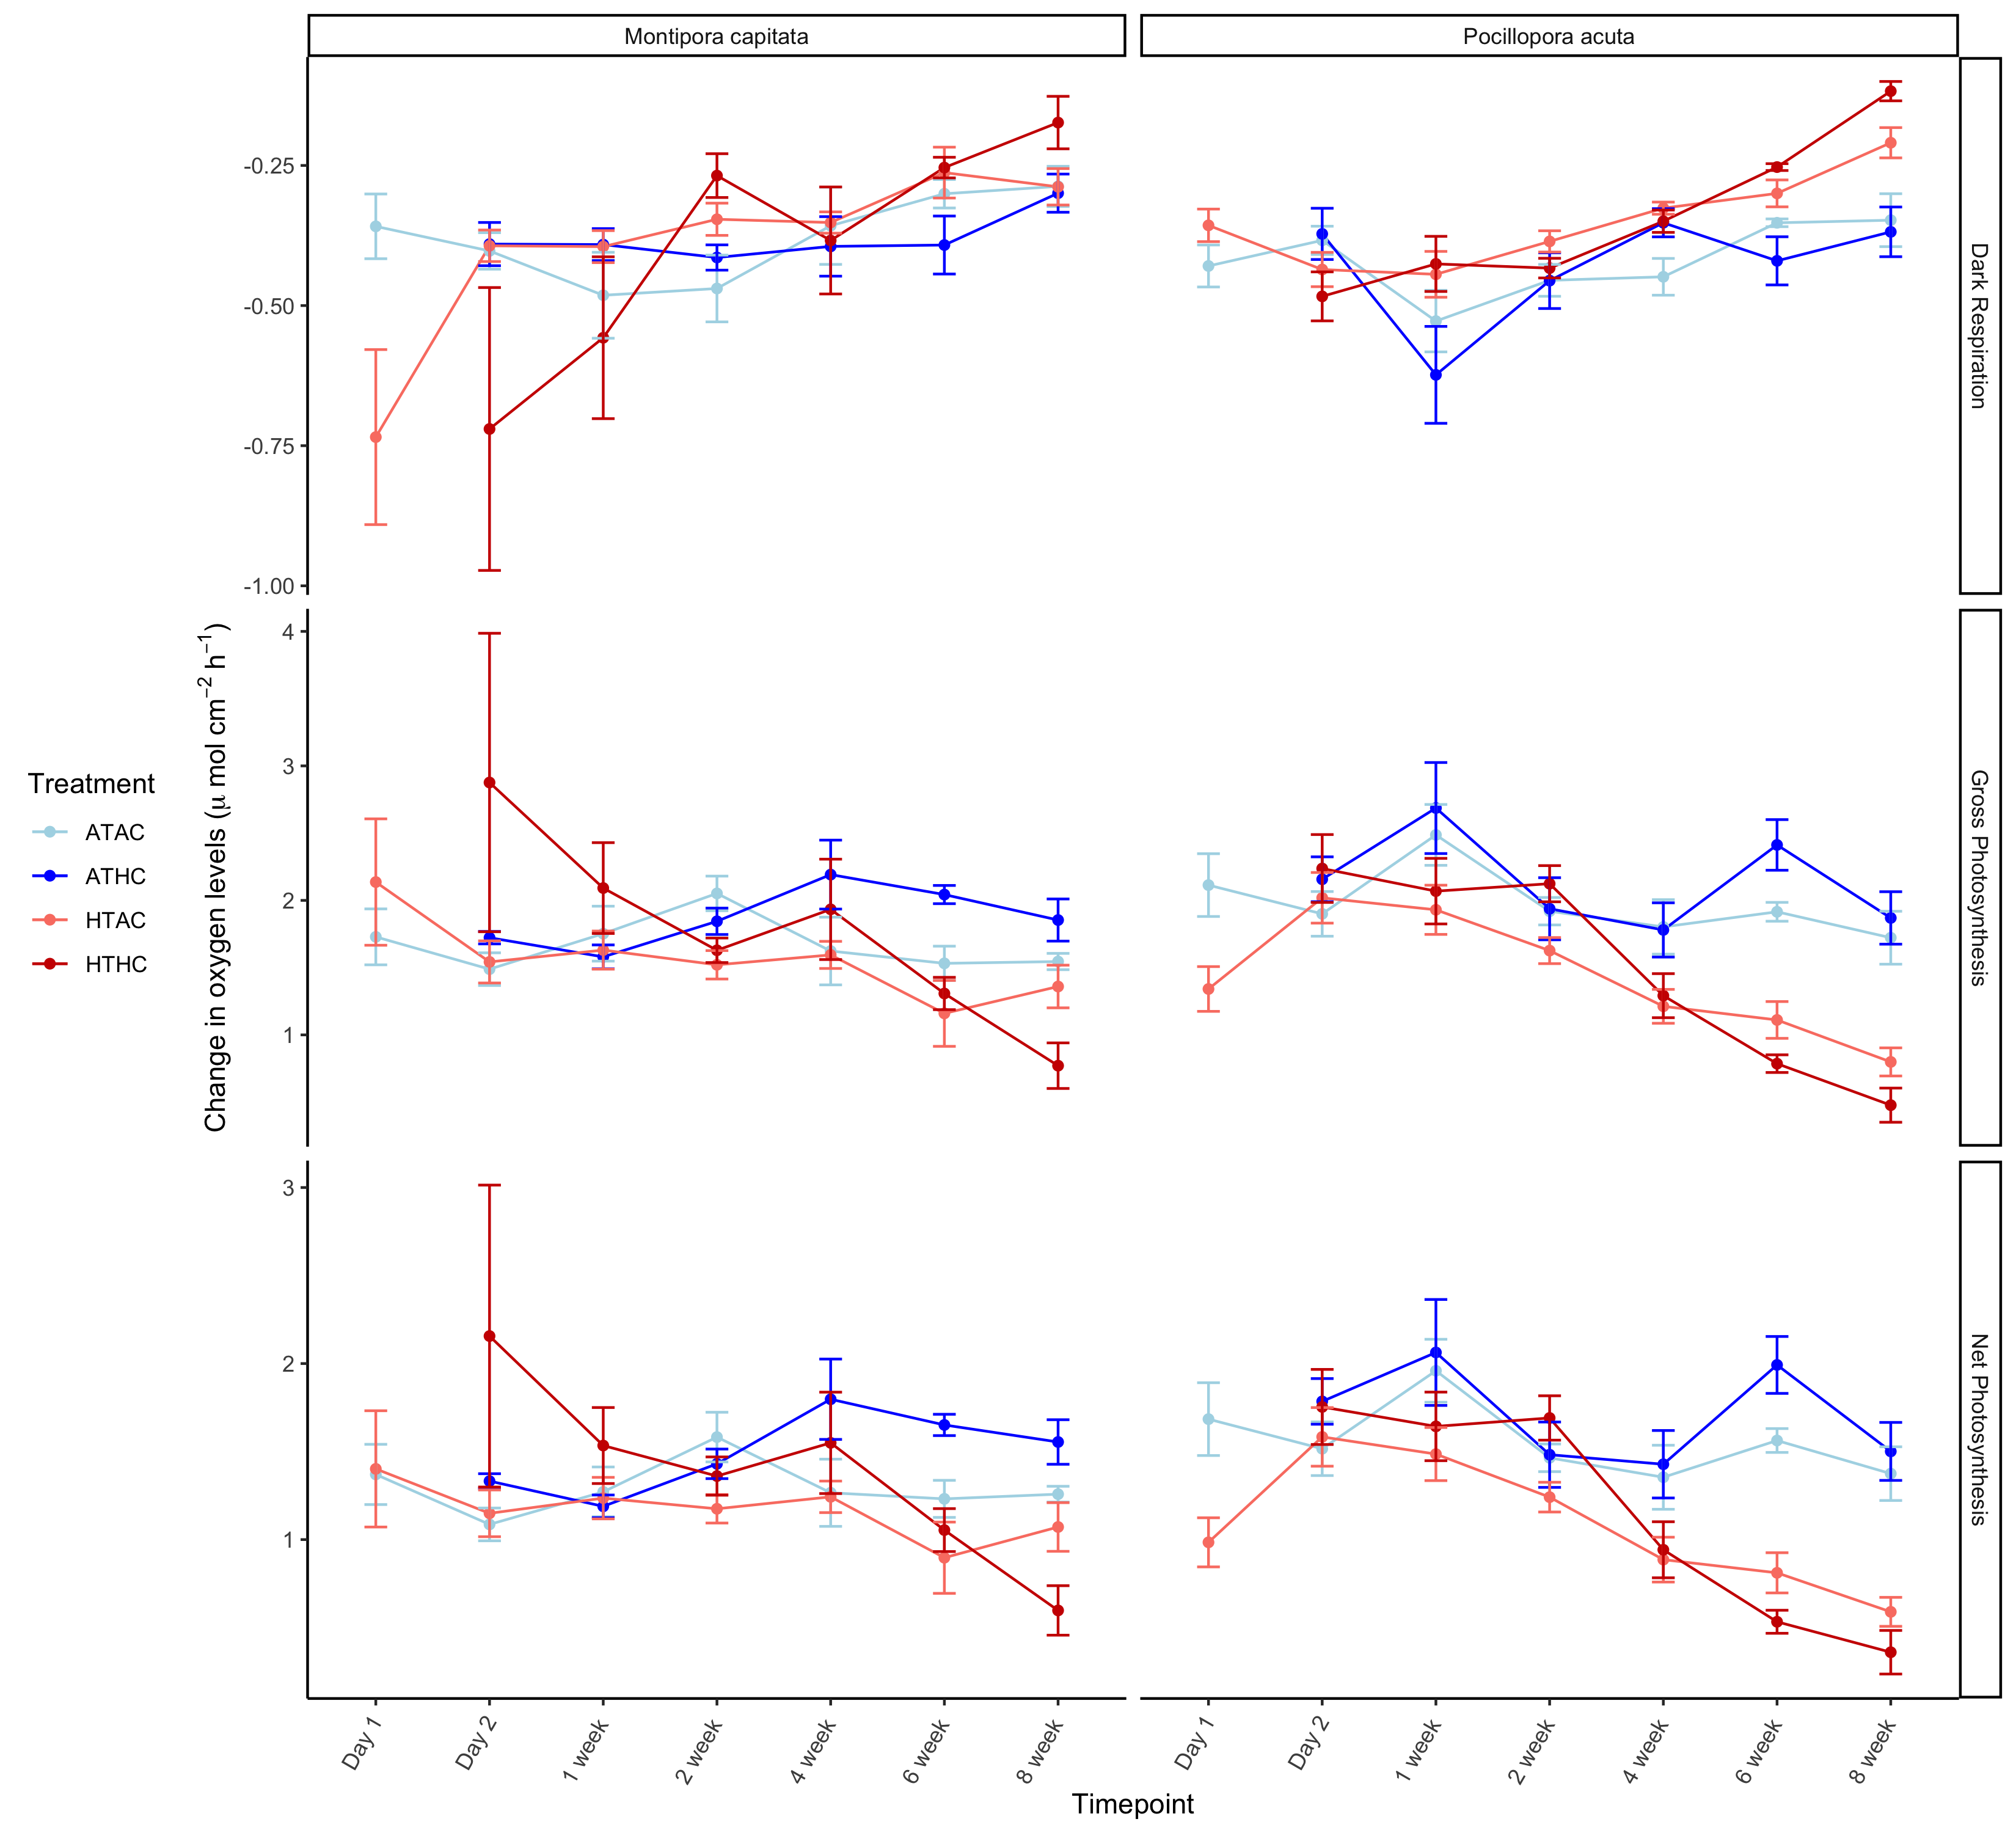 Montipora capitata
Pocillopora acuta
-0.25
-0.50
-0.75
-1.00
Dark Respiration
4
3
2
1
Gross Photosynthesis
3
2
1
Net Photosynthesis
Change in oxygen levels (μ mol cm⁻² h⁻¹)
Treatment
ATAC
ATHC
HTAC
HTHC
Day 1
Day 2
1 week
2 week
4 week
6 week
8 week
Day 1
Day 2
1 week
2 week
4 week
6 week
8 week
Timepoint